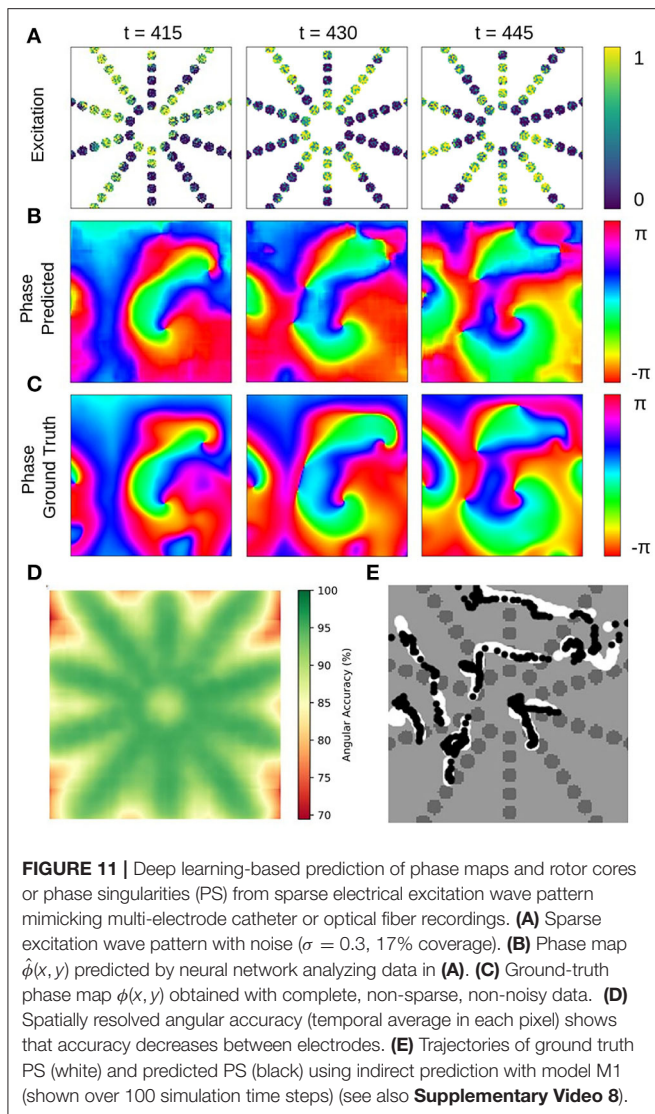 A
t = 415
t = 430
t = 445
Excitation
1
0
B
Phase
Predicted
π
-π
C
Phase
Ground Truth
π
-π
D
100
95
90
85
80
75
70
Angular Accuracy (%)
E
FIGURE 11 | Deep learning-based prediction of phase maps and rotor cores
or phase singularities (PS) from sparse electrical excitation wave pattern
mimicking multi-electrode catheter or optical fiber recordings. (A) Sparse
excitation wave pattern with noise (σ = 0.3, 17% coverage). (B) Phase map
ϕ̂(x, y) predicted by neural network analyzing data in (A). (C) Ground-truth
phase map ϕ(x, y) obtained with complete, non-sparse, non-noisy data. (D)
Spatially resolved angular accuracy (temporal average in each pixel) shows
that accuracy decreases between electrodes. (E) Trajectories of ground truth
PS (white) and predicted PS (black) using indirect prediction with model M1
(shown over 100 simulation time steps) (see also Supplementary Video 8).